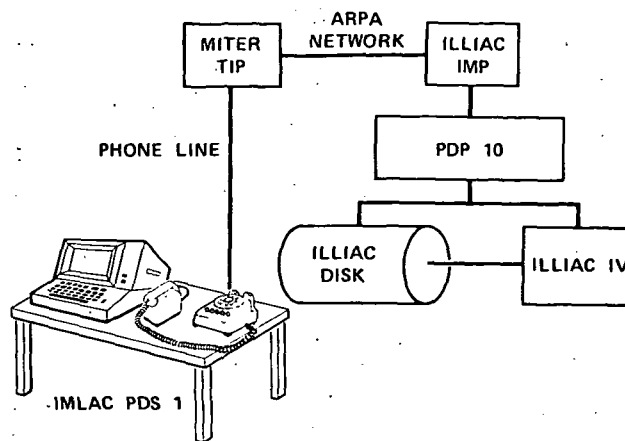 ARPA
NETWORK
MITER
TIP
ILLIAC
IMP
PHONE LINE
PDP 10
ILLIAC
DISK
ILLIAC IV
IMLAC PDS 1